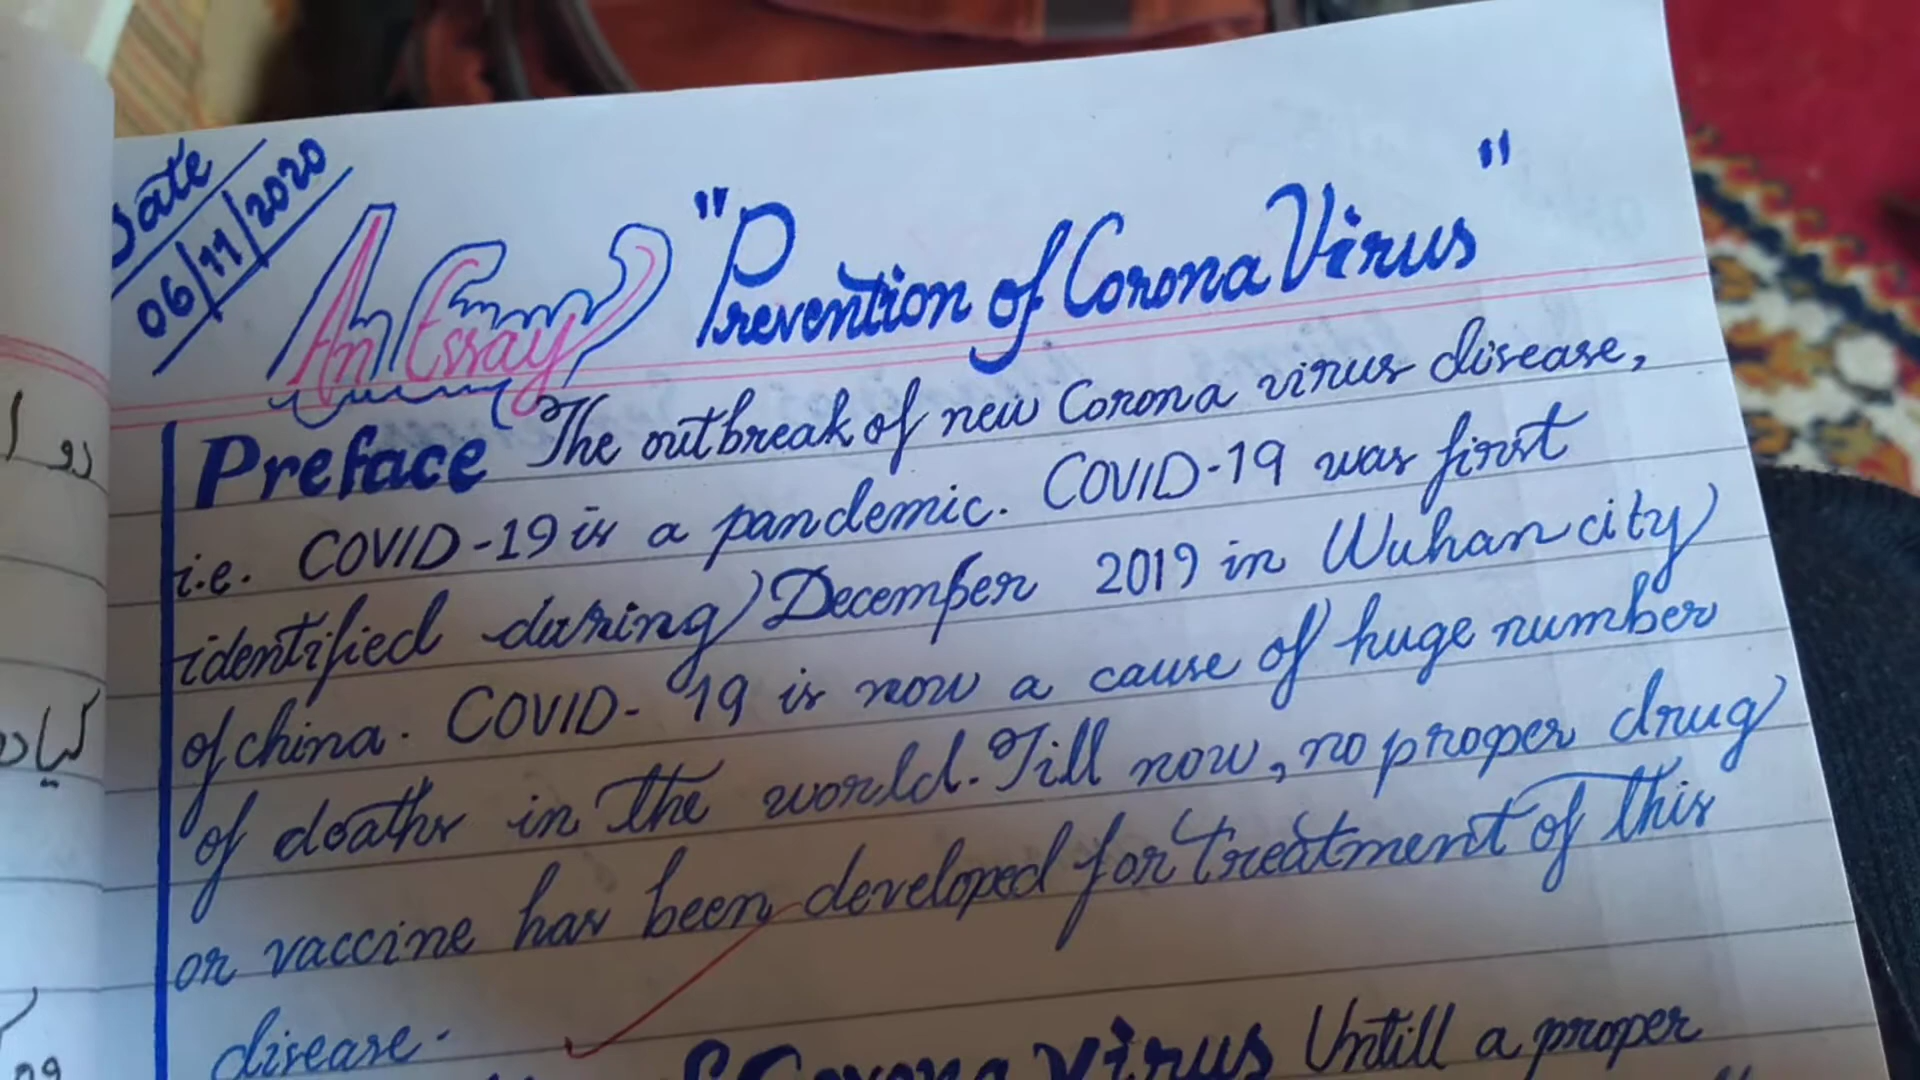 Date
06/11/2020
An Essay "Prevention of Corona Virus"
Preface The outbreak of new Corona virus disease,
i.e. COVID-19 is a pandemic. COVID-19 was first
identified during December 2019 in Wuhan city
of china. COVID-19 is now a cause of huge number
of deaths in the world. Till now, no proper drug
or vaccine has been developed for treatment of this
disease.
Corona Virus Untill a proper